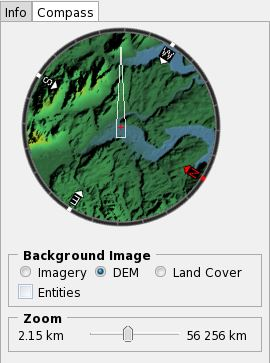 Info Compass
W
S
N
E
Background Image
Imagery DEM Land Cover
Entities
Zoom
2.15 km 56 256 km